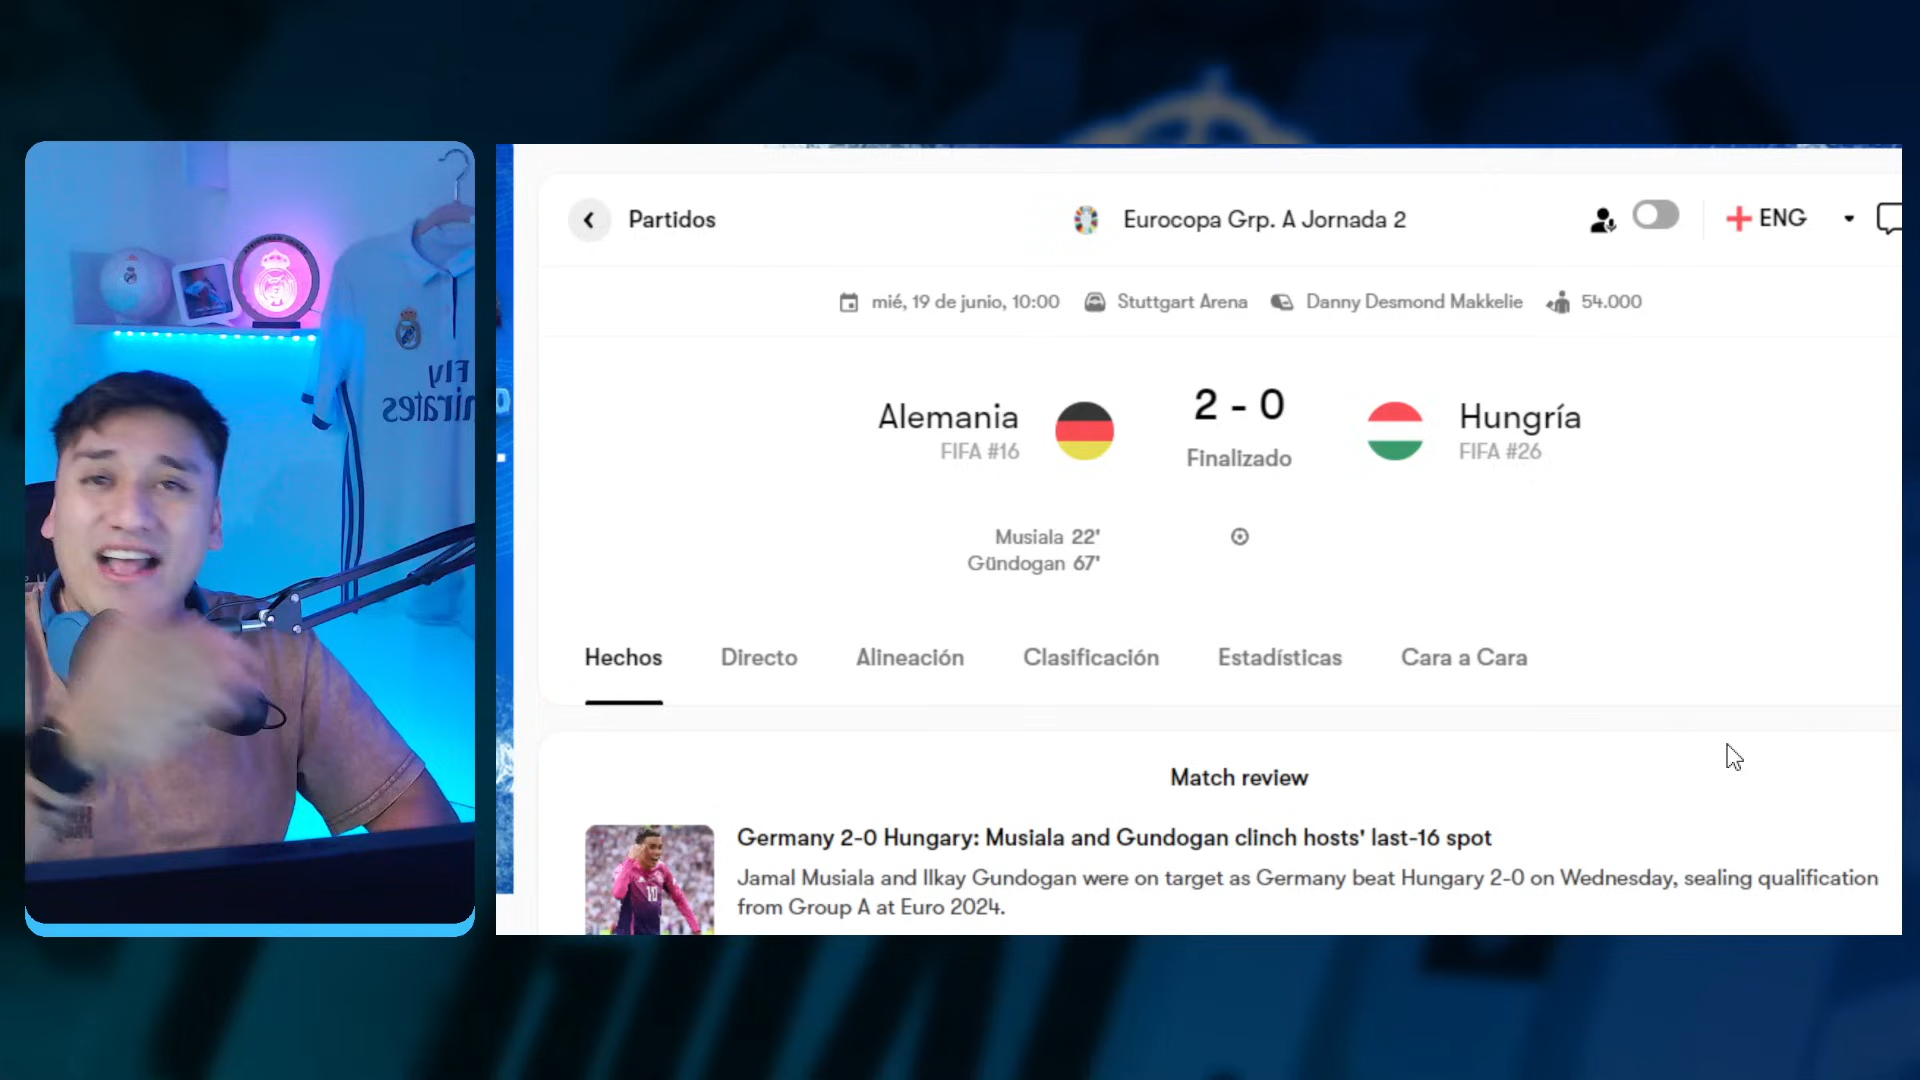 Fly
Emirates
Partidos
Eurocopa Grp. A Jornada 2
ENG
mié, 19 de junio, 10:00
Stuttgart Arena
Danny Desmond Makkelie
54.000
Alemania
FIFA #16
2 - 0
Finalizado
Hungría
FIFA #26
Musiala 22'
Gündogan 67'
Hechos
Directo
Alineación
Clasificación
Estadísticas
Cara a Cara
Match review
Germany 2-0 Hungary: Musiala and Gundogan clinch hosts' last-16 spot
Jamal Musiala and Ilkay Gundogan were on target as Germany beat Hungary 2-0 on Wednesday, sealing qualification
from Group A at Euro 2024.
10